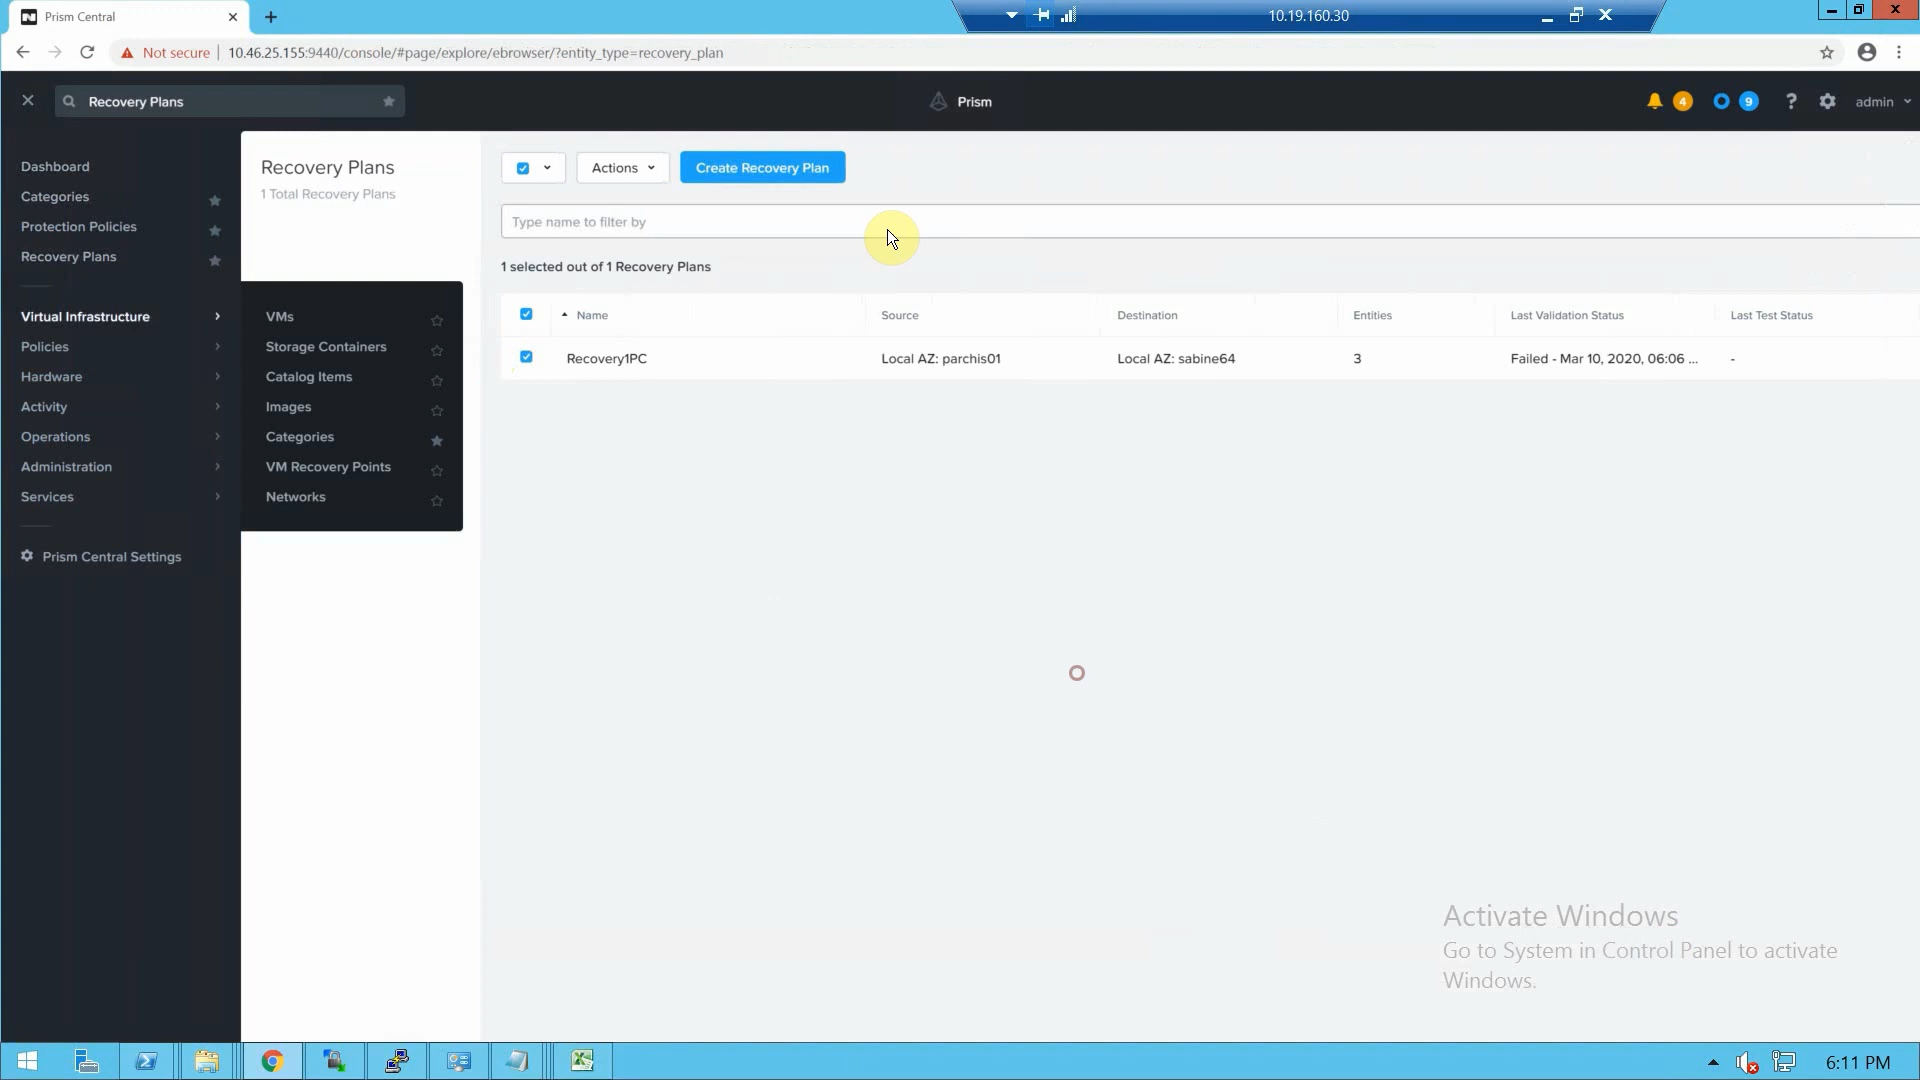 Prism Central
10.19.160.30
Not secure
10.46.25.155:9440/console/#page/explore/ebrowser/?entity_type=recovery_plan
Recovery Plans
Prism
4
9
?
admin
Dashboard
Categories
Protection Policies
Recovery Plans
Virtual Infrastructure
Policies
Hardware
Activity
Operations
Administration
Services
Prism Central Settings
VMs
Storage Containers
Catalog Items
Images
Categories
VM Recovery Points
Networks
Recovery Plans
1 Total Recovery Plans
Actions
Create Recovery Plan
Type name to filter by
1 selected out of 1 Recovery Plans
Name Source Destination Entities Last Validation Status Last Test Status
Recovery1PC Local AZ: parchis01 Local AZ: sabine64 3 Failed - Mar 10, 2020, 06:06 ... -
Activate Windows
Go to System in Control Panel to activate
Windows.
6:11 PM